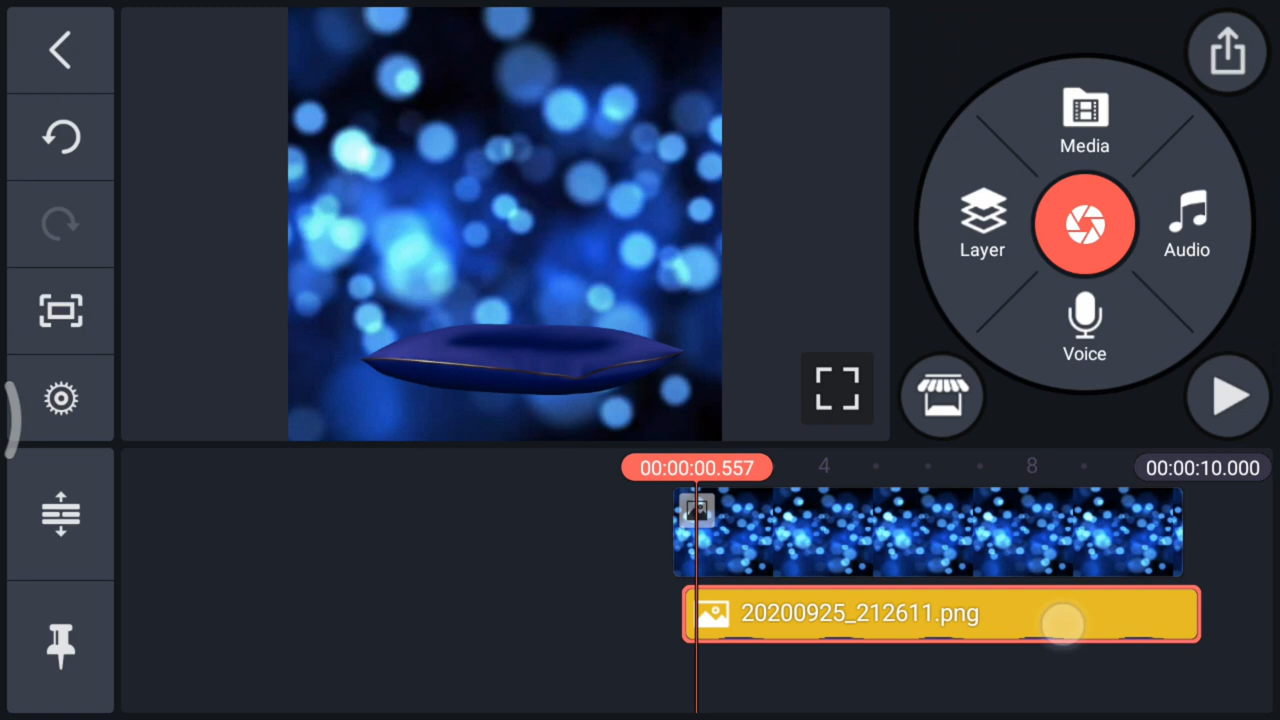 Media
Layer
Audio
Voice
00:00:00.557
4
8
00:00:10.000
20200925_212611.png